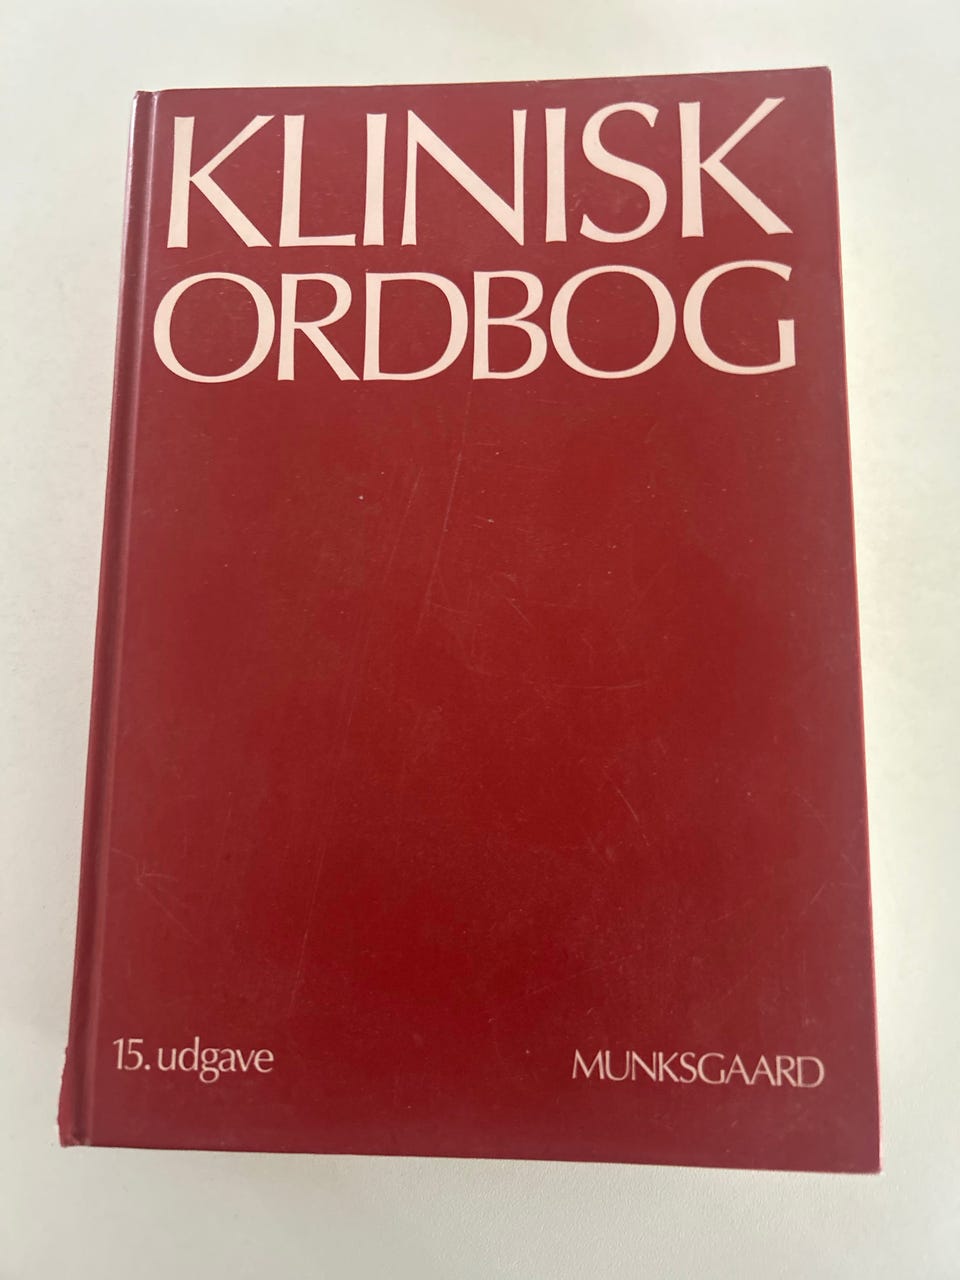 KLINISK
ORDBOG
15. udgave
MUNKSGAARD